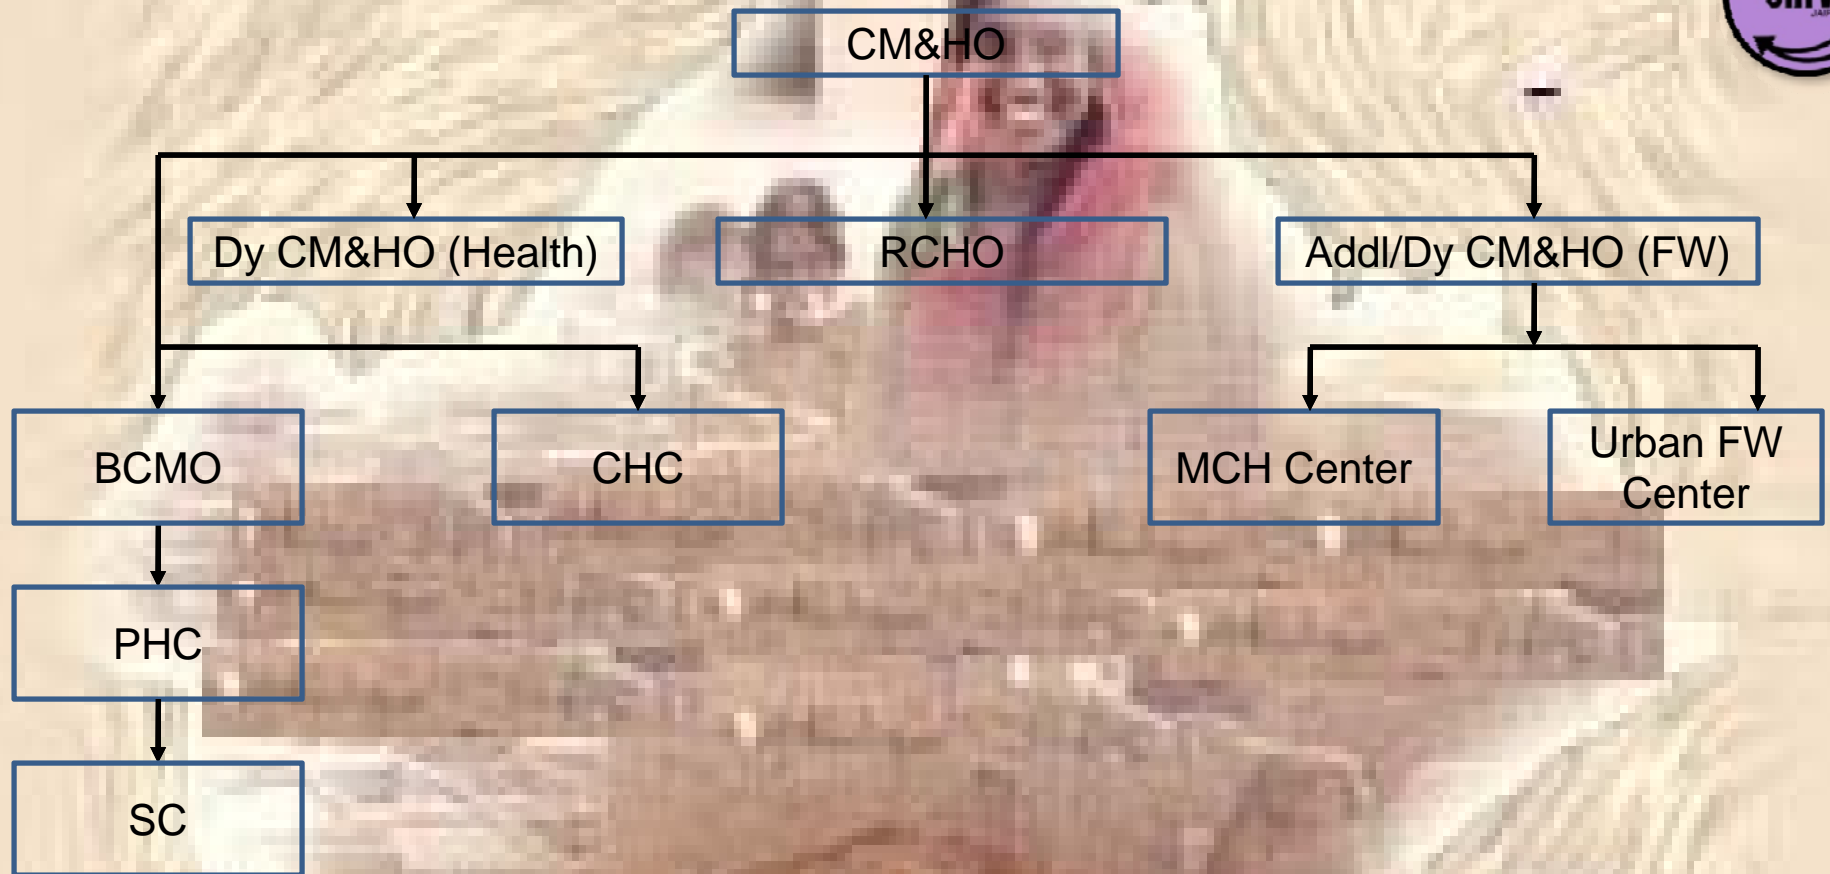 CM&HO
Dy CM&HO (Health)
RCHO
Addl/Dy CM&HO (FW)
BCMO
CHC
MCH Center
Urban FW
Center
PHC
SC